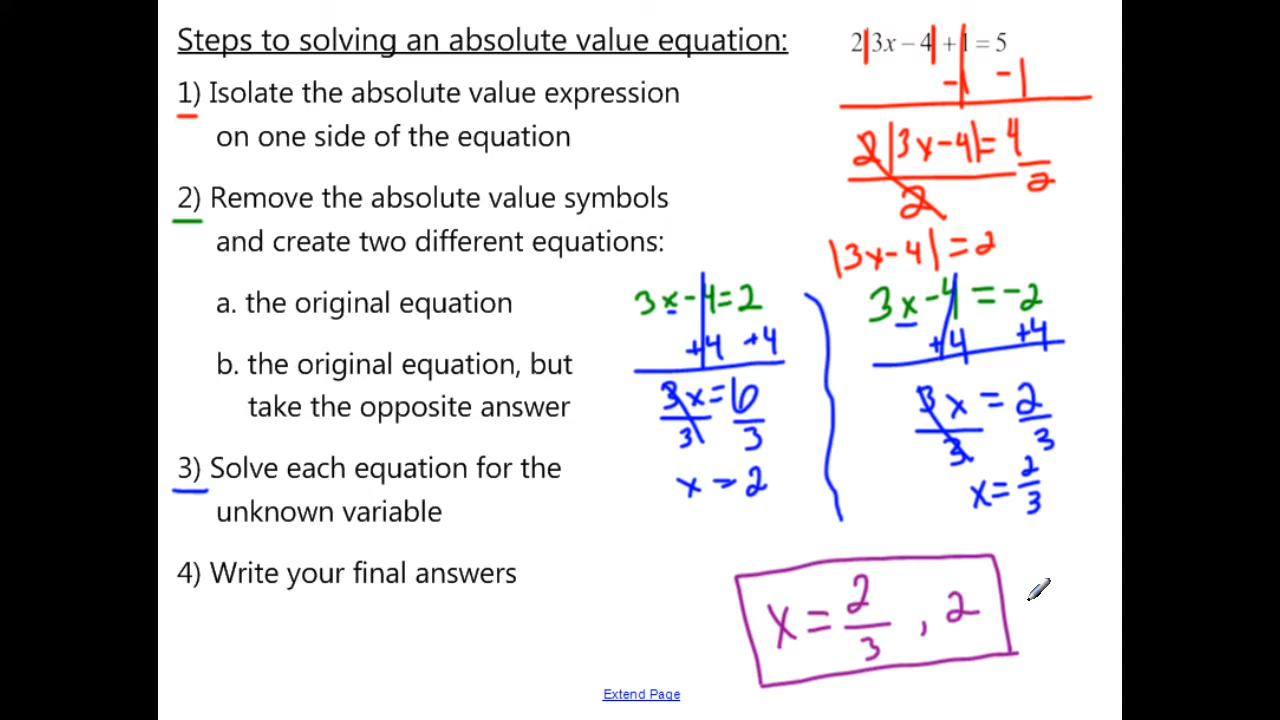 Steps to solving an absolute value equation:
1) Isolate the absolute value expression
on one side of the equation
2) Remove the absolute value symbols
and create two different equations:
a. the original equation
b. the original equation, but
take the opposite answer
3) Solve each equation for the
unknown variable
4) Write your final answers
2|3x – 4| + 1 = 5
-1 -1
2|3x-4|=4
2 2
|3x-4|=2
3x-4=2
+4 +4
3x=6
3 3
x=2
3x-4=-2
+4 +4
3x=2
3 3
x=2/3
x=2/3, 2
Extend Page